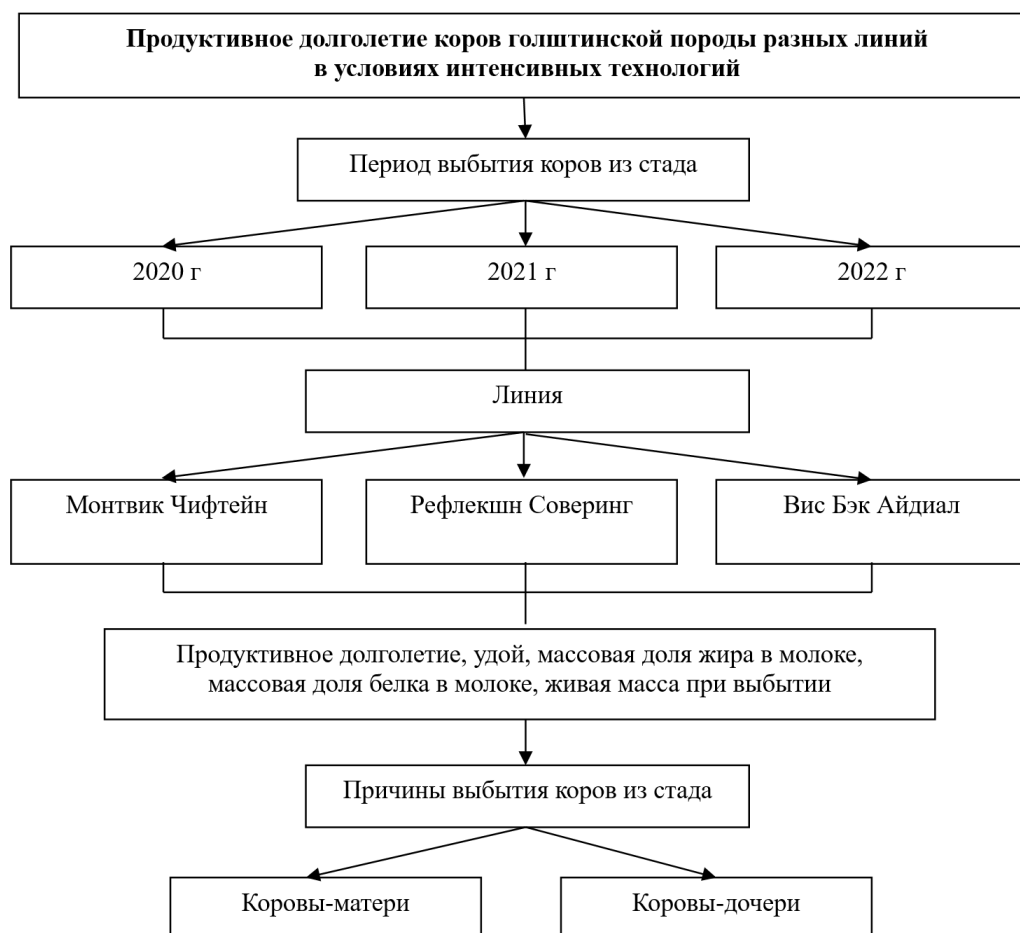 Продуктивное долголетие коров голштинской породы разных линий
в условиях интенсивных технологий
Период выбытия коров из стада
2020 г
2021 г
2022 г
Линия
Монтвик Чифтейн
Рефлекшн Соверинг
Вис Бэк Айдиал
Продуктивное долголетие, удой, массовая доля жира в молоке,
массовая доля белка в молоке, живая масса при выбытии
Причины выбытия коров из стада
Коровы-матери
Коровы-дочери